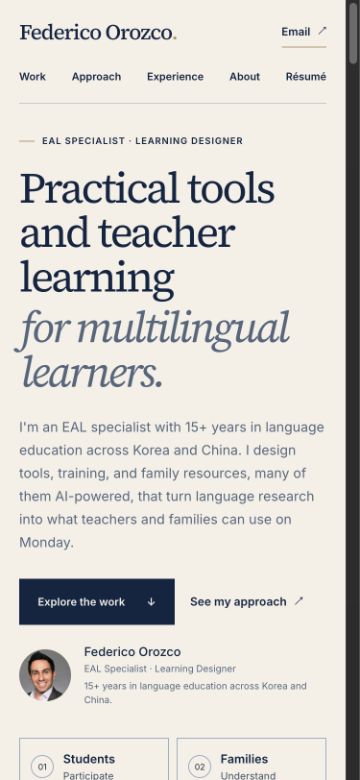 Federico Orozco.
Email ↗
Work Approach Experience About Résumé
EAL SPECIALIST · LEARNING DESIGNER
Practical tools
and teacher
learning
for multilingual
learners.
I'm an EAL specialist with 15+ years in language
education across Korea and China. I design
tools, training, and family resources, many of
them AI-powered, that turn language research
into what teachers and families can use on
Monday.
Explore the work ↓
See my approach ↗
Federico Orozco
EAL Specialist · Learning Designer
15+ years in language education across Korea and
China.
01 Students
Participate
02 Families
Understand